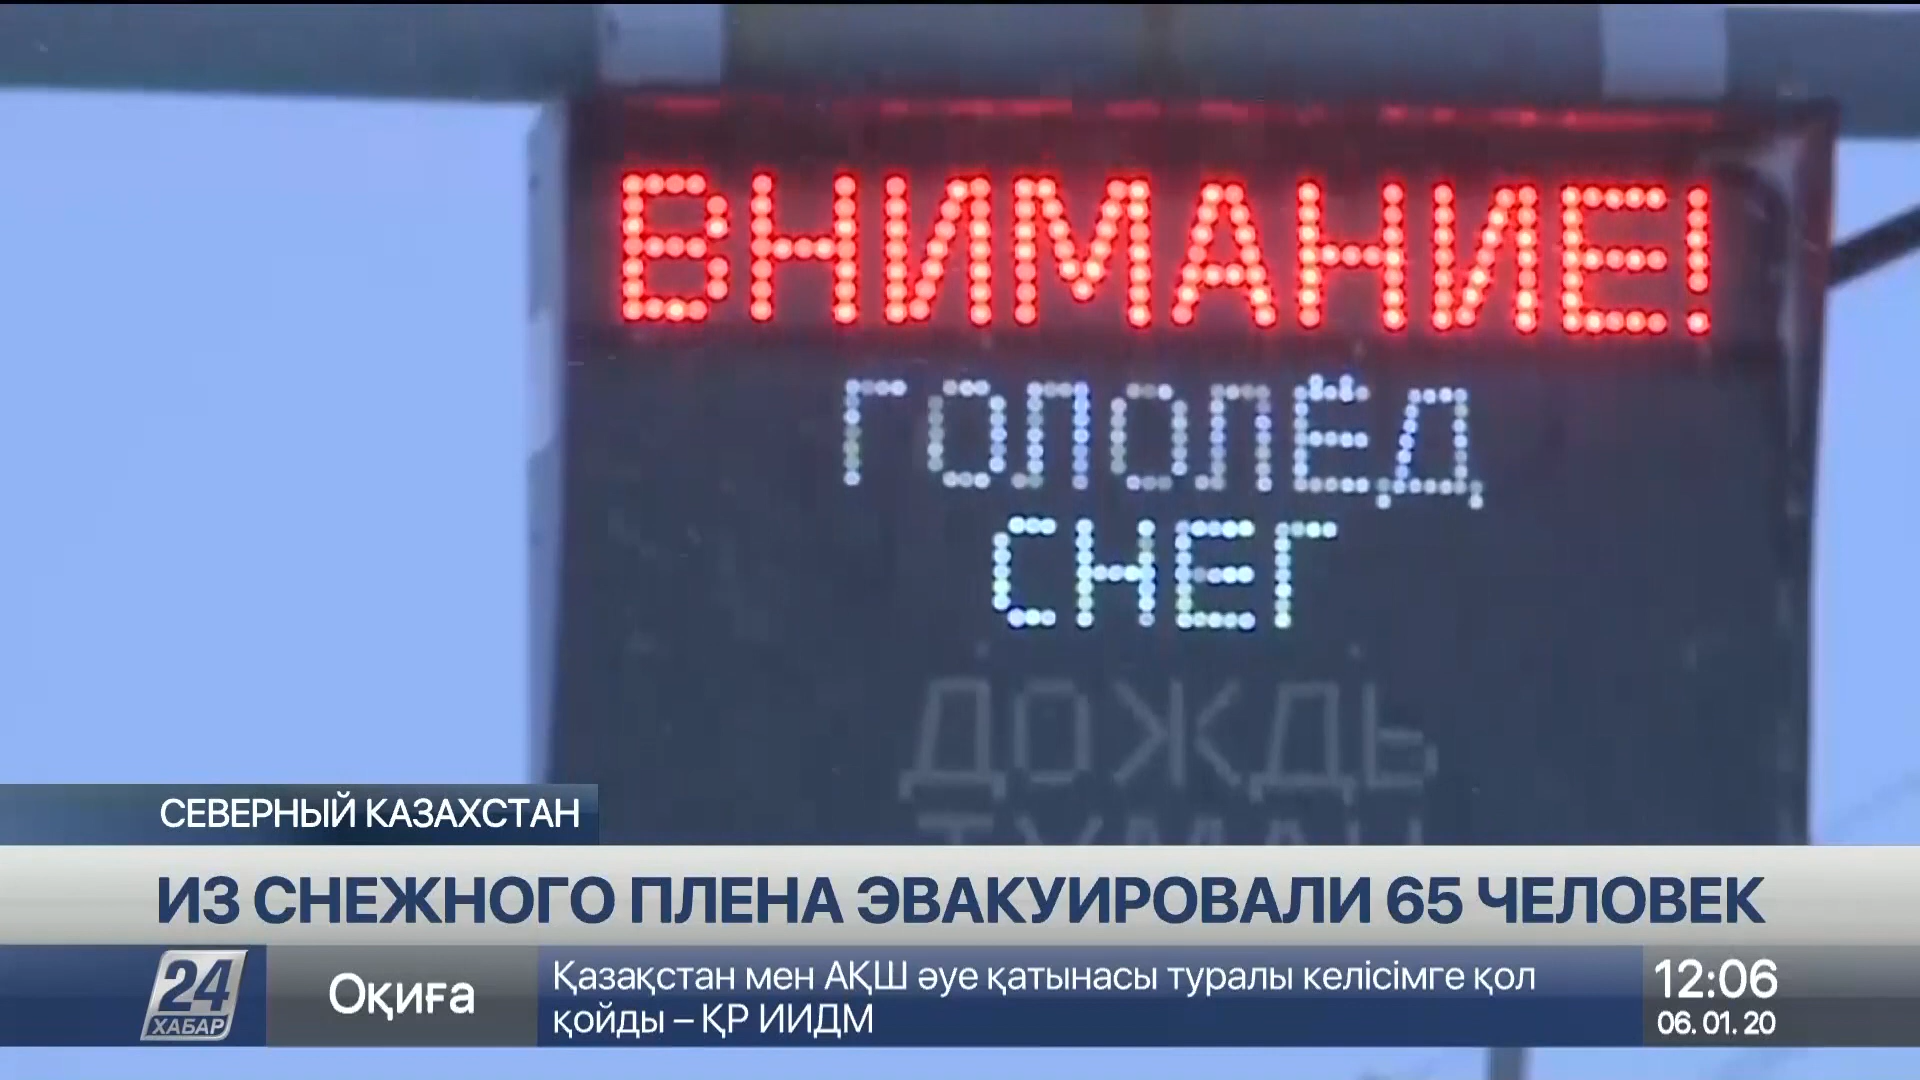 ВНИМАНИЕ!
ГОЛОЛЁД
СНЕГ
ДОЖДЬ
ТУМАН
СЕВЕРНЫЙ КАЗАХСТАН
ИЗ СНЕЖНОГО ПЛЕНА ЭВАКУИРОВАЛИ 65 ЧЕЛОВЕК
24
ХАБАР
Оқиға
Қазақстан мен АҚШ әуе қатынасы туралы келісімге қол
қойды – ҚР ИИДМ
12:06
06. 01. 20